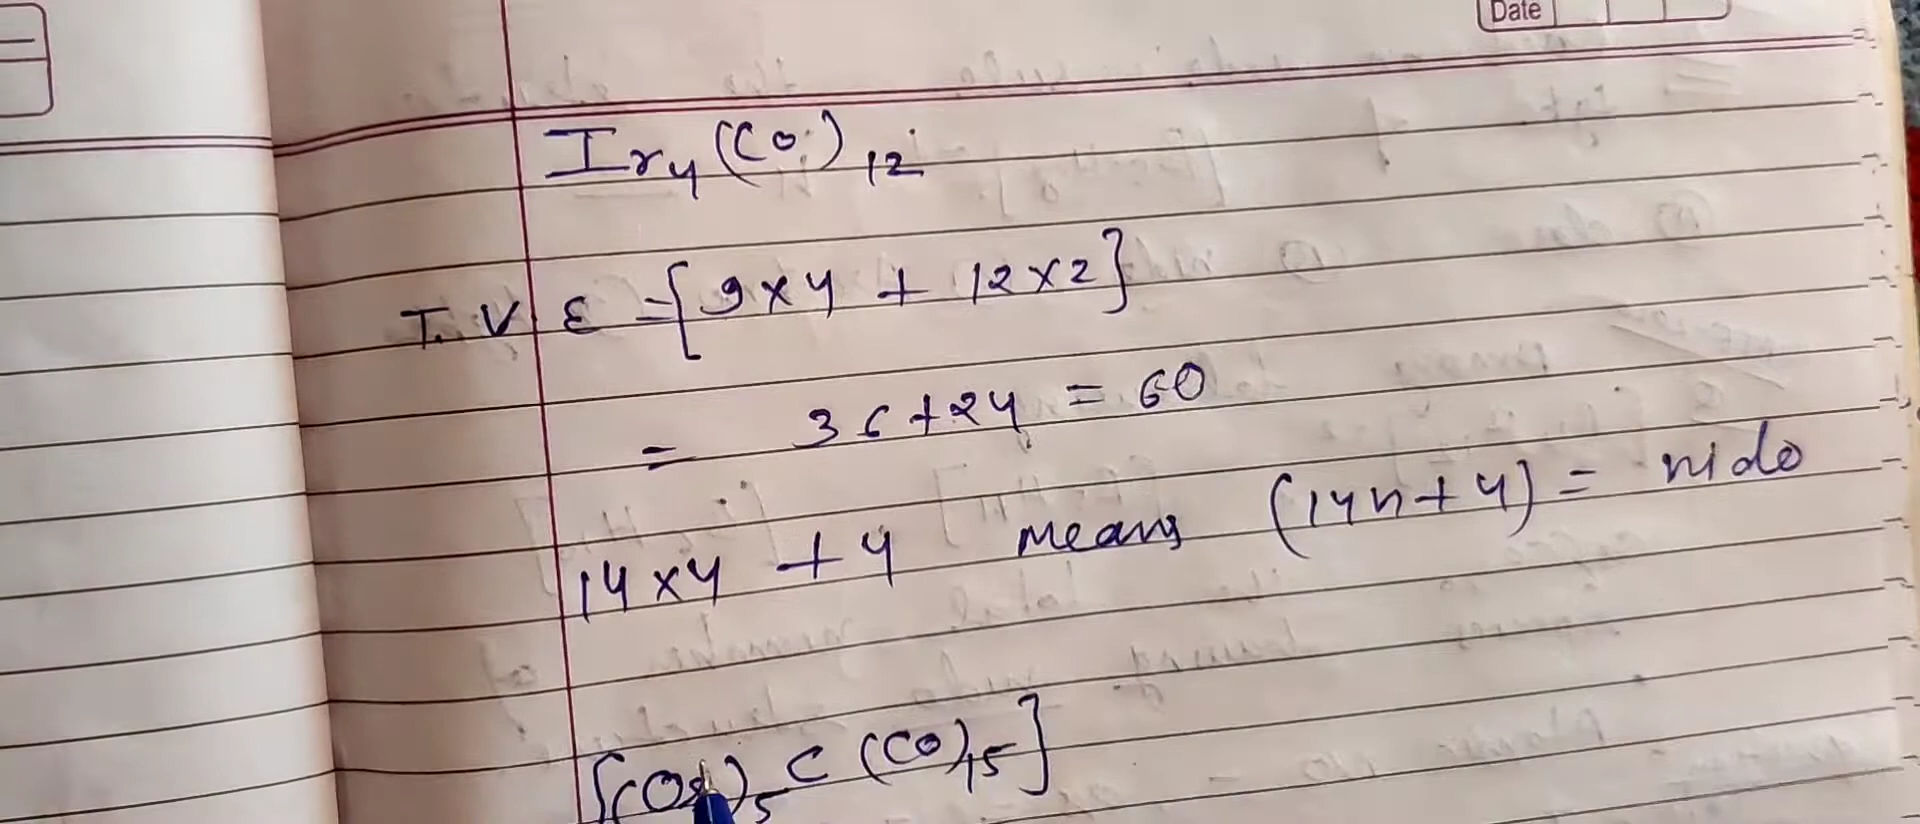 Date
Ir4(CO)12
T.V E = [9×4 + 12×2]
= 36+24 = 60
14×4 +4 means (14n+4) = nido
[(Os)5 C (CO)15]